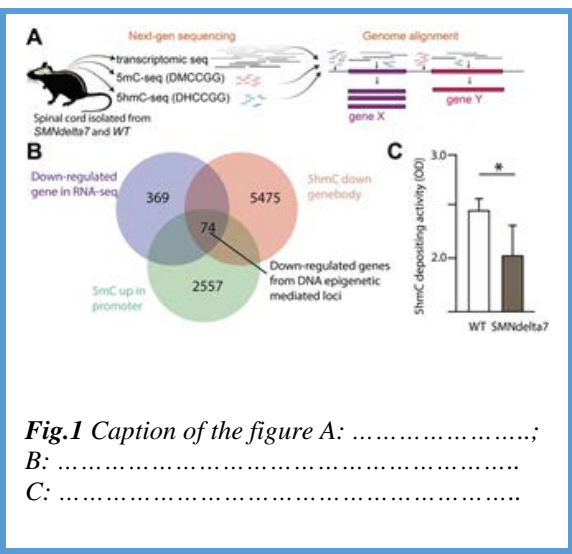 A
Next-gen sequencing
Genome alignment
transcriptomic seq
5mC-seq (DMCCGG)
5hmC-seq (DHCCGG)
Spinal cord isolated from
SMNdelta7 and WT
gene X
gene Y
B
Down-regulated
gene in RNA-seq
369
5475
5hmC down
genebody
74
Down-regulated genes
from DNA epigenetic
mediated loci
5mC up in
promoter
2557
C
5hmC depositing activity (OD)
3.0
2.0
*
WT SMNdelta7
Fig.1 Caption of the figure A: …………………..;
B: ……………………………………………..
C: ……………………………………………..